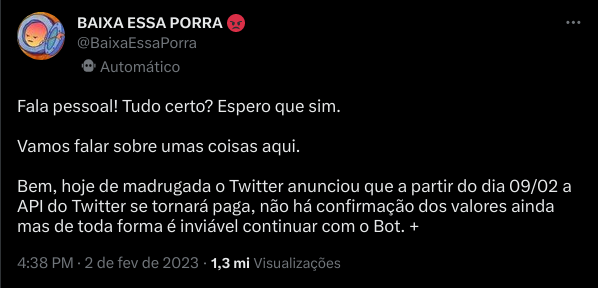 BAIXA ESSA PORRA 😡
@BaixaEssaPorra
Automático
Fala pessoal! Tudo certo? Espero que sim.
Vamos falar sobre umas coisas aqui.
Bem, hoje de madrugada o Twitter anunciou que a partir do dia 09/02 a
API do Twitter se tornará paga, não há confirmação dos valores ainda
mas de toda forma é inviável continuar com o Bot. +
4:38 PM · 2 de fev de 2023 · 1,3 mi Visualizações